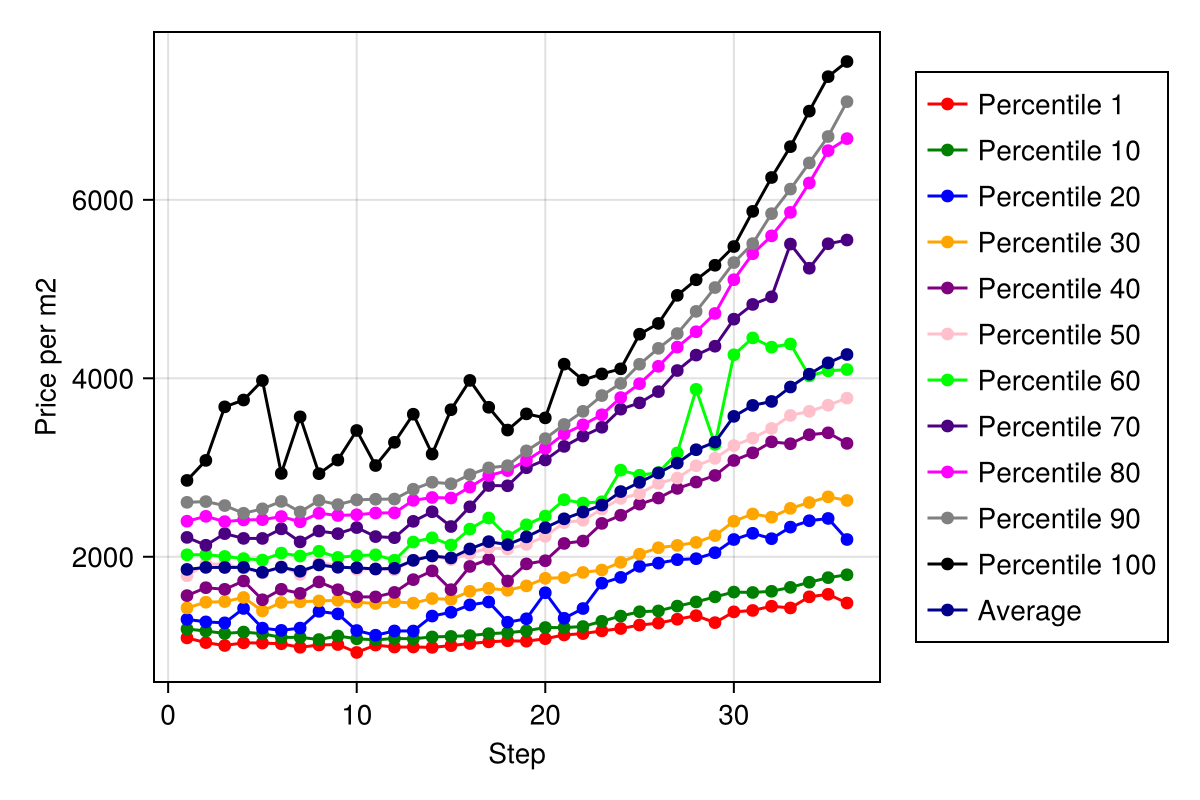 Price per m2
6000
4000
2000
0 10 20 30
Step
Percentile 1
Percentile 10
Percentile 20
Percentile 30
Percentile 40
Percentile 50
Percentile 60
Percentile 70
Percentile 80
Percentile 90
Percentile 100
Average